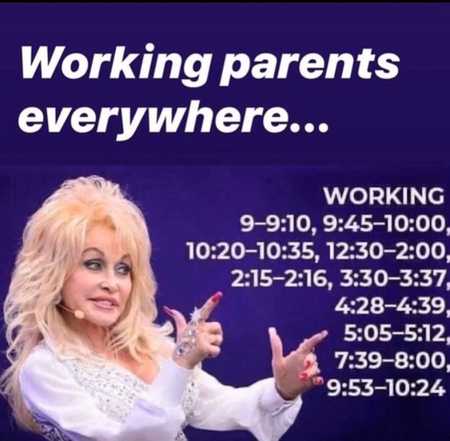 Working parents
everywhere...
WORKING
9–9:10, 9:45–10:00,
10:20–10:35, 12:30–2:00,
2:15–2:16, 3:30–3:37,
4:28–4:39,
5:05–5:12,
7:39–8:00,
9:53–10:24